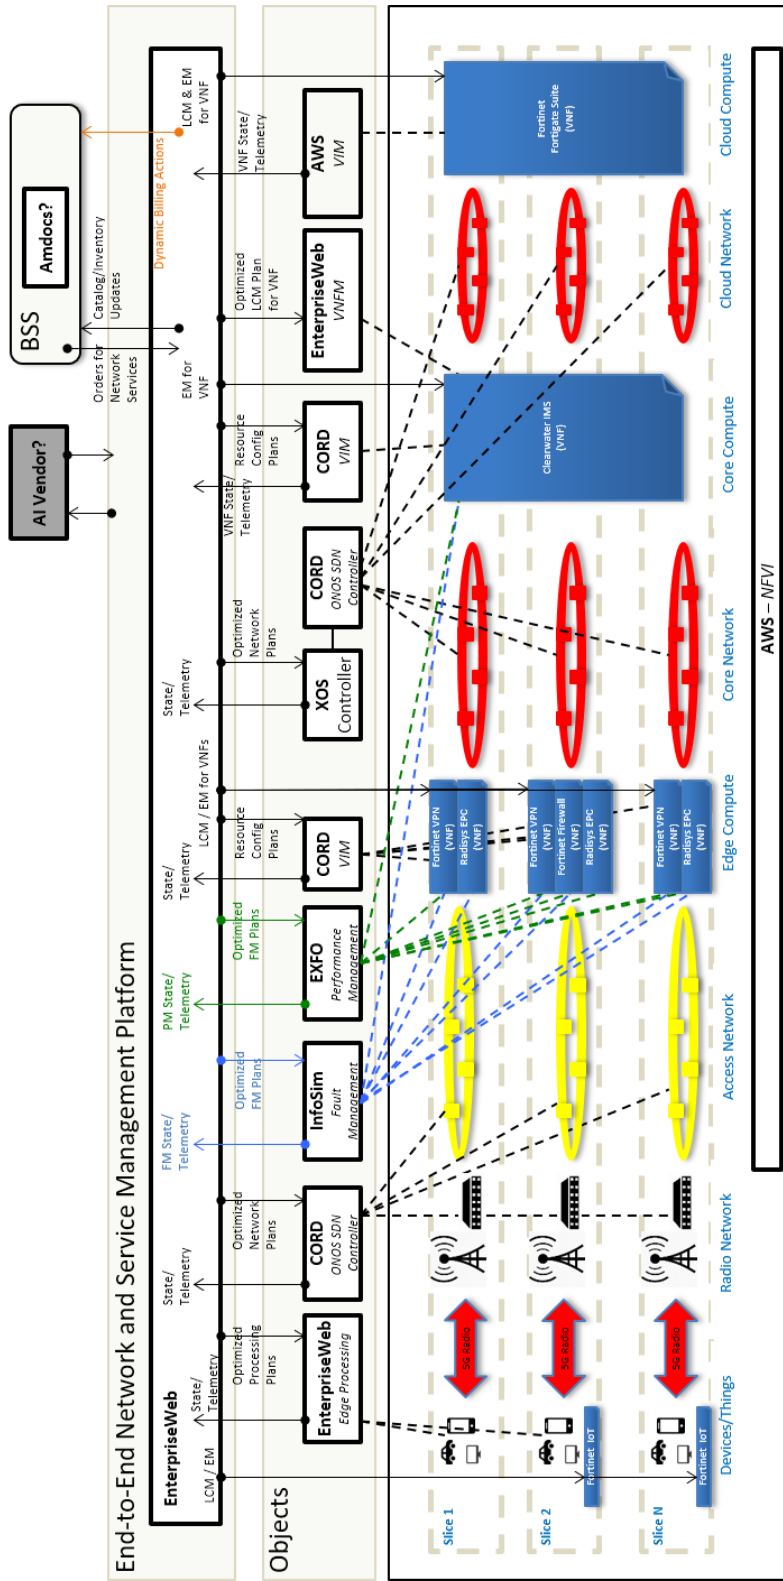 BSS
Amdocs?
AI Vendor?
Orders for
Network
Services
Catalog/Inventory
Updates
Dynamic Billing Actions
End-to-End Network and Service Management Platform
EnterpriseWeb
LCM / EM
State/
Telemetry
Optimized
Processing
Plans
State/
Telemetry
Optimized
Network
Plans
FM State/
Telemetry
Optimized
FM Plans
PM State/
Telemetry
Optimized
FM Plans
State/
Telemetry
Resource
Config
Plans
LCM / EM for VNFs
State/
Telemetry
Optimized
Network
Plans
VNF State/
Telemetry
Resource
Config
Plans
EM for
VNF
Optimized
LCM Plan
for VNF
VNF State/
Telemetry
LCM & EM
for VNF
Objects
EnterpriseWeb
Edge Processing
CORD
ONOS SDN
Controller
InfoSim
Fault
Management
EXFO
Performance
Management
CORD
VIM
XOS
Controller
CORD
ONOS SDN
Controller
CORD
VIM
EnterpriseWeb
VNFM
AWS
VIM
Slice 1
5G Radio
Fortinet VPN
(VNF)
Radisys EPC
(VNF)
Clearwater IMS
(VNF)
Fortinet
Fortigate Suite
(VNF)
Slice 2
Fortinet IoT
5G Radio
Fortinet VPN
(VNF)
Fortinet Firewall
(VNF)
Radisys EPC
(VNF)
Slice N
Fortinet IoT
5G Radio
Fortinet VPN
(VNF)
Radisys EPC
(VNF)
Devices/Things
Radio Network
Access Network
Edge Compute
Core Network
Core Compute
Cloud Network
Cloud Compute
AWS – NFVI